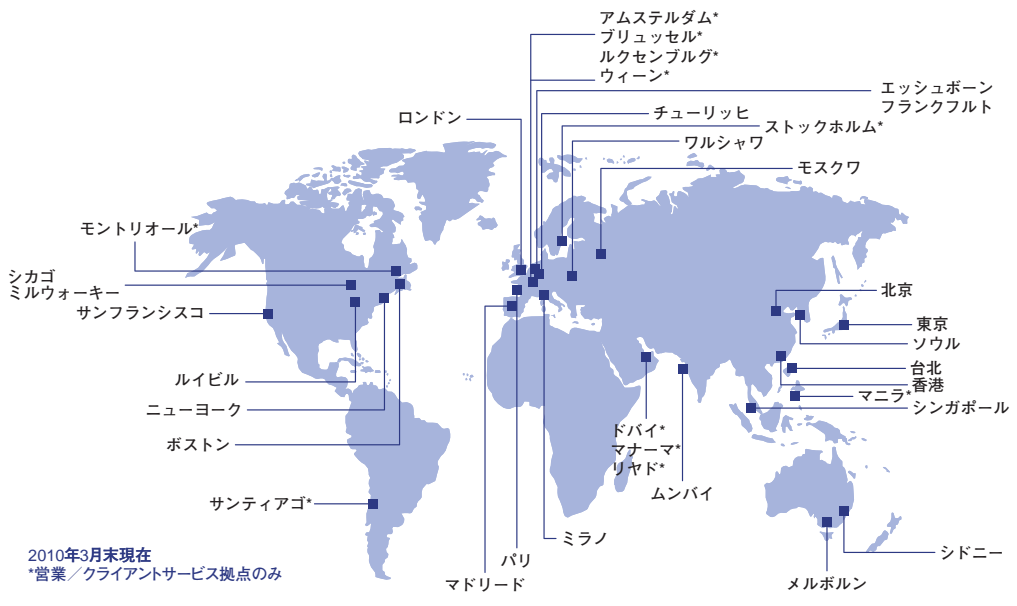 アムステルダム*
ブリュッセル*
ルクセンブルグ*
ウィーン*
エッシュボーン
フランクフルト
チューリッヒ
ロンドン
ストックホルム*
ワルシャワ
モスクワ
モントリオール*
シカゴ
ミルウォーキー
サンフランシスコ
北京
東京
ソウル
台北
香港
マニラ*
シンガポール
ルイビル
ニューヨーク
ボストン
ドバイ*
マナーマ*
リヤド*
ムンバイ
サンティアゴ*
ミラノ
パリ
マドリード
シドニー
メルボルン
2010年3月末現在
*営業／クライアントサービス拠点のみ